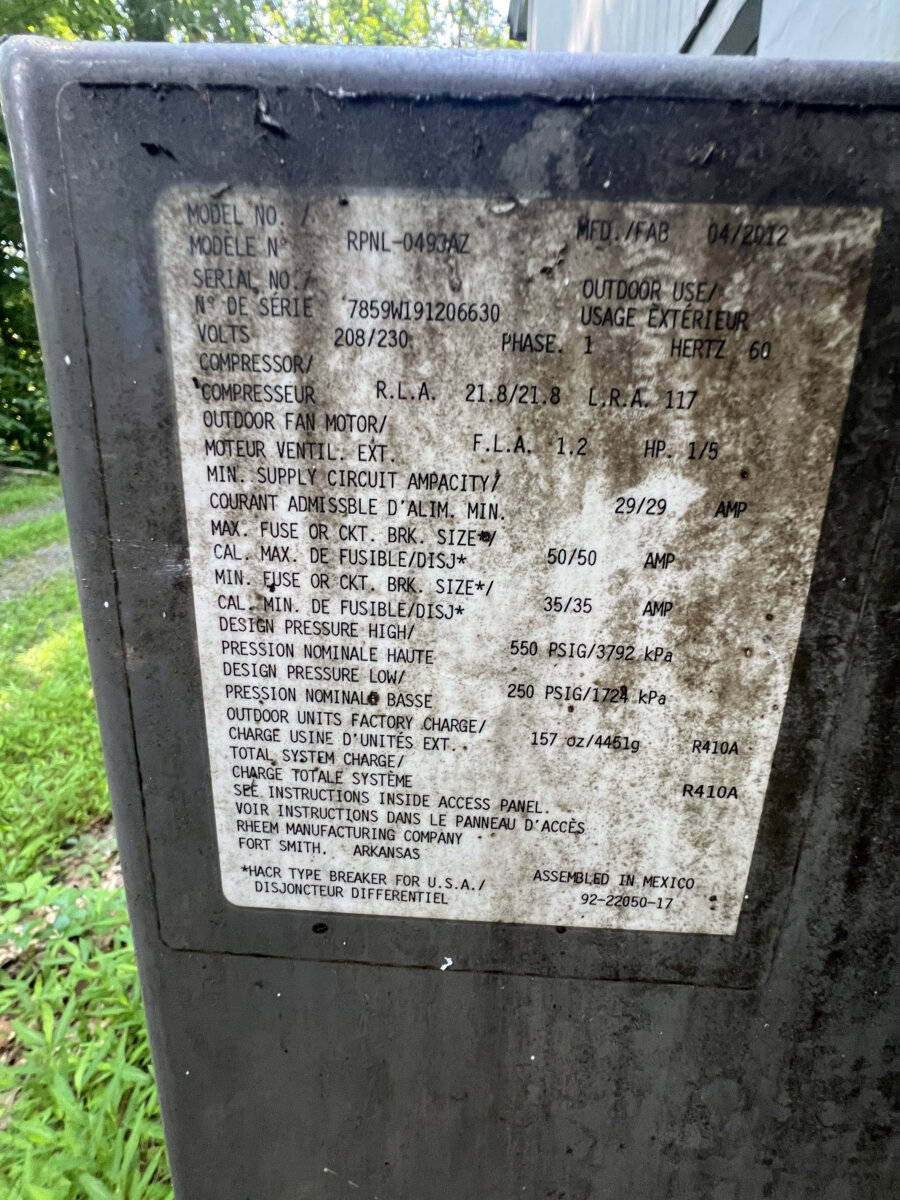 MODEL NO. /
MODÈLE N° RPNL-049JAZ MFD./FAB 04/2012
SERIAL NO./ OUTDOOR USE/
N° DE SÉRIE 7859W191206630 USAGE EXTÉRIEUR
VOLTS 208/230 PHASE. 1 HERTZ 60
COMPRESSOR/
COMPRESSEUR R.L.A. 21.8/21.8 L.R.A. 117
OUTDOOR FAN MOTOR/
MOTEUR VENTIL. EXT. F.L.A. 1.2 HP. 1/5
MIN. SUPPLY CIRCUIT AMPACITY/
COURANT ADMISSBLE D'ALIM. MIN. 29/29 AMP
MAX. FUSE OR CKT. BRK. SIZE*/
CAL. MAX. DE FUSIBLE/DISJ* 50/50 AMP
MIN. FUSE OR CKT. BRK. SIZE*/
CAL. MIN. DE FUSIBLE/DISJ* 35/35 AMP
DESIGN PRESSURE HIGH/
PRESSION NOMINALE HAUTE 550 PSIG/3792 kPa
DESIGN PRESSURE LOW/
PRESSION NOMINALE BASSE 250 PSIG/1724 kPa
OUTDOOR UNITS FACTORY CHARGE/
CHARGE USINE D'UNITÉS EXT. 157 oz/4451g R410A
TOTAL SYSTEM CHARGE/
CHARGE TOTALE SYSTÈME R410A
SEE INSTRUCTIONS INSIDE ACCESS PANEL.
VOIR INSTRUCTIONS DANS LE PANNEAU D'ACCÈS
RHEEM MANUFACTURING COMPANY
FORT SMITH. ARKANSAS
*HACR TYPE BREAKER FOR U.S.A./ ASSEMBLED IN MEXICO
DISJONCTEUR DIFFERENTIEL 92-22050-17